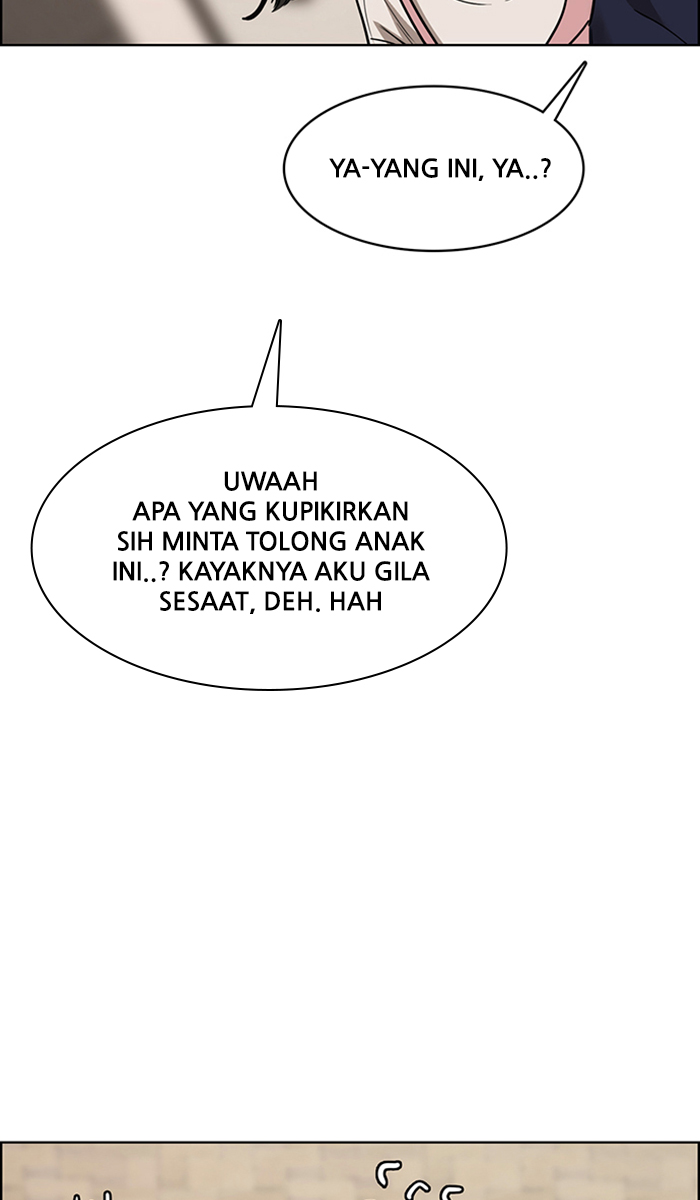 YA-YANG INI, YA..?
UWAAH
APA YANG KUPIKIRKAN
SIH MINTA TOLONG ANAK
INI..? KAYAKNYA AKU GILA
SESAAT, DEH. HAH